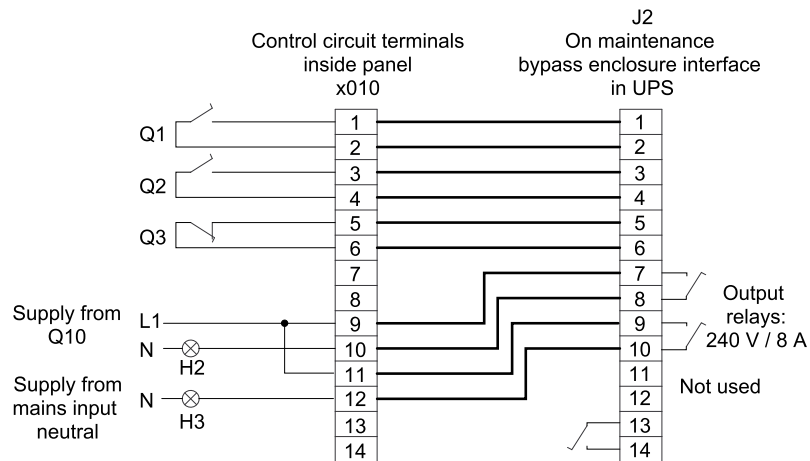 J2
Control circuit terminals
inside panel
x010
On maintenance
bypass enclosure interface
in UPS
Q1
Q2
Q3
1
2
3
4
5
6
7
8
9
10
11
12
13
14
1
2
3
4
5
6
7
8
9
10
11
12
13
14
Supply from
Q10
L1
N
H2
Supply from
mains input
neutral
N
H3
Output
relays:
240 V / 8 A
Not used